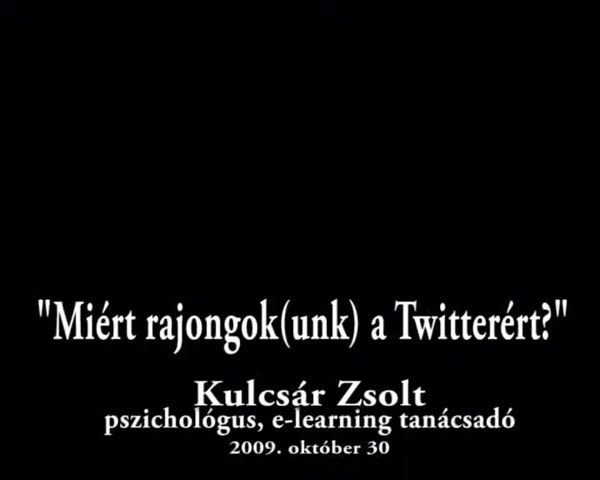 "Miért rajongok(unk) a Twitterért?"
Kulcsár Zsolt
pszichológus, e-learning tanácsadó
2009. október 30